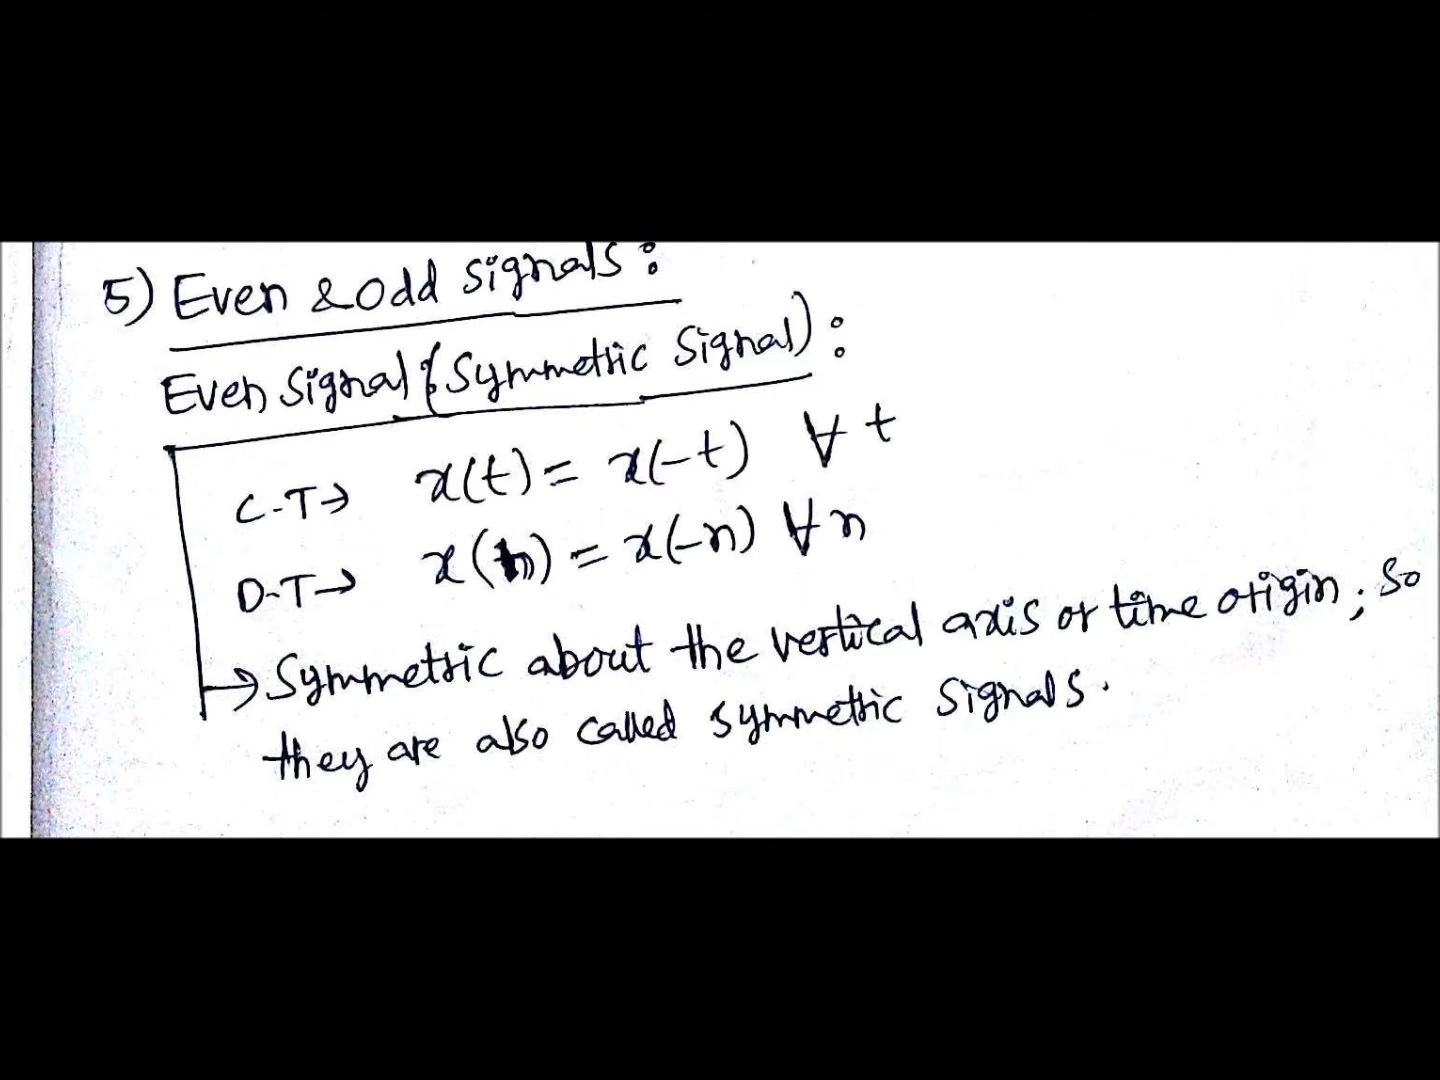 5) Even & Odd signals:
Even Signal (Symmetric Signal):
C-T→ x(t) = x(-t) ∀ t
D-T→ x(n) = x(-n) ∀ n
→ Symmetric about the vertical axis or time origin; so
they are also called symmetric signals.